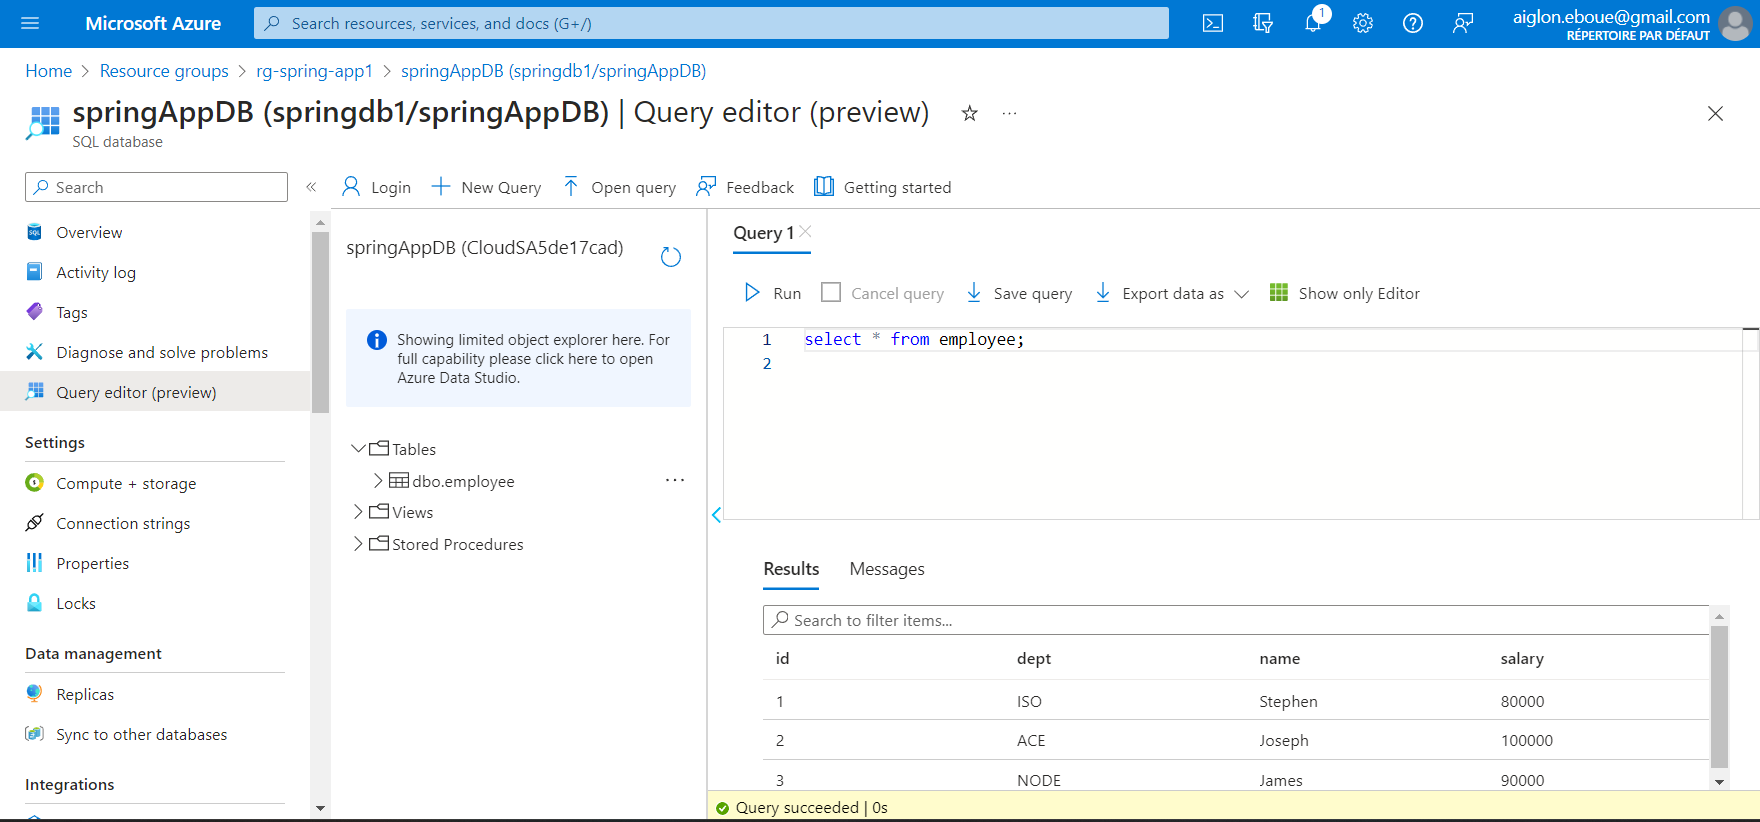 Microsoft Azure
Search resources, services, and docs (G+/)
1
aiglon.eboue@gmail.com
RÉPERTOIRE PAR DÉFAUT
Home > Resource groups > rg-spring-app1 > springAppDB (springdb1/springAppDB)
springAppDB (springdb1/springAppDB) | Query editor (preview)
SQL database
Search
Overview
Activity log
Tags
Diagnose and solve problems
Query editor (preview)
Settings
Compute + storage
Connection strings
Properties
Locks
Data management
Replicas
Sync to other databases
Integrations
Login
New Query
Open query
Feedback
Getting started
springAppDB (CloudSA5de17cad)
Showing limited object explorer here. For
full capability please click here to open
Azure Data Studio.
Tables
dbo.employee
Views
Stored Procedures
Query 1
Run
Cancel query
Save query
Export data as
Show only Editor
1 select * from employee;
2
Results
Messages
Search to filter items...
id dept name salary
1 ISO Stephen 80000
2 ACE Joseph 100000
3 NODE James 90000
Query succeeded | 0s